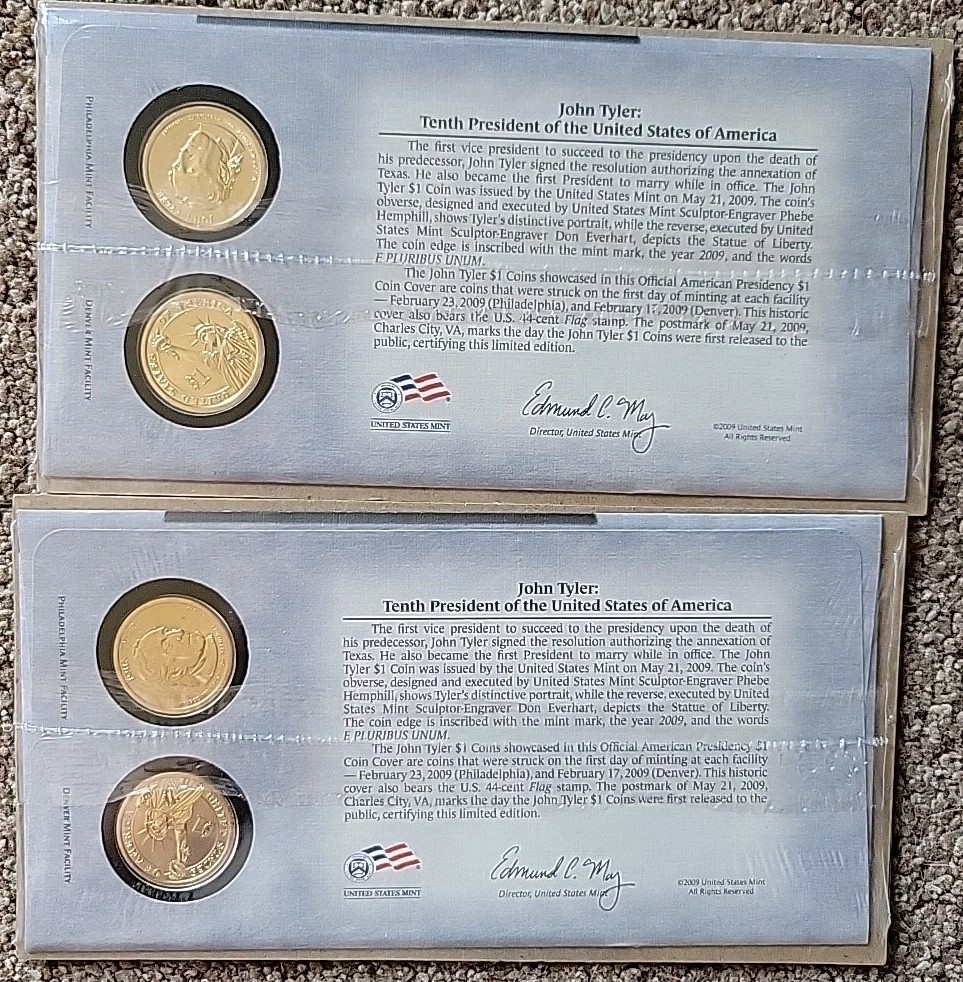 PHILADELPHIA MINT FACILITY
DENVER MINT FACILITY
John Tyler:
Tenth President of the United States of America
The first vice president to succeed to the presidency upon the death of
his predecessor, John Tyler signed the resolution authorizing the annexation of
Texas. He also became the first President to marry while in office. The John
Tyler $1 Coin was issued by the United States Mint on May 21, 2009. The coin's
obverse, designed and executed by United States Mint Sculptor-Engraver Phebe
Hemphill, shows Tyler's distinctive portrait, while the reverse, executed by United
States Mint Sculptor-Engraver Don Everhart, depicts the Statue of Liberty.
The coin edge is inscribed with the mint mark, the year 2009, and the words
E PLURIBUS UNUM.
The John Tyler $1 Coins showcased in this Official American Presidency $1
Coin Cover are coins that were struck on the first day of minting at each facility
— February 23, 2009 (Philadelphia), and February 17, 2009 (Denver). This historic
cover also bears the U.S. 44-cent Flag stamp. The postmark of May 21, 2009,
Charles City, VA, marks the day the John Tyler $1 Coins were first released to the
public, certifying this limited edition.
UNITED STATES MINT
Edmund C. Moy
Director, United States Mint
©2009 United States Mint
All Rights Reserved
PHILADELPHIA MINT FACILITY
DENVER MINT FACILITY
John Tyler:
Tenth President of the United States of America
The first vice president to succeed to the presidency upon the death of
his predecessor, John Tyler signed the resolution authorizing the annexation of
Texas. He also became the first President to marry while in office. The John
Tyler $1 Coin was issued by the United States Mint on May 21, 2009. The coin's
obverse, designed and executed by United States Mint Sculptor-Engraver Phebe
Hemphill, shows Tyler's distinctive portrait, while the reverse, executed by United
States Mint Sculptor-Engraver Don Everhart, depicts the Statue of Liberty.
The coin edge is inscribed with the mint mark, the year 2009, and the words
E PLURIBUS UNUM.
The John Tyler $1 Coins showcased in this Official American Presidency $1
Coin Cover are coins that were struck on the first day of minting at each facility
— February 23, 2009 (Philadelphia), and February 17, 2009 (Denver). This historic
cover also bears the U.S. 44-cent Flag stamp. The postmark of May 21, 2009,
Charles City, VA, marks the day the John Tyler $1 Coins were first released to the
public, certifying this limited edition.
UNITED STATES MINT
Edmund C. Moy
Director, United States Mint
©2009 United States Mint
All Rights Reserved